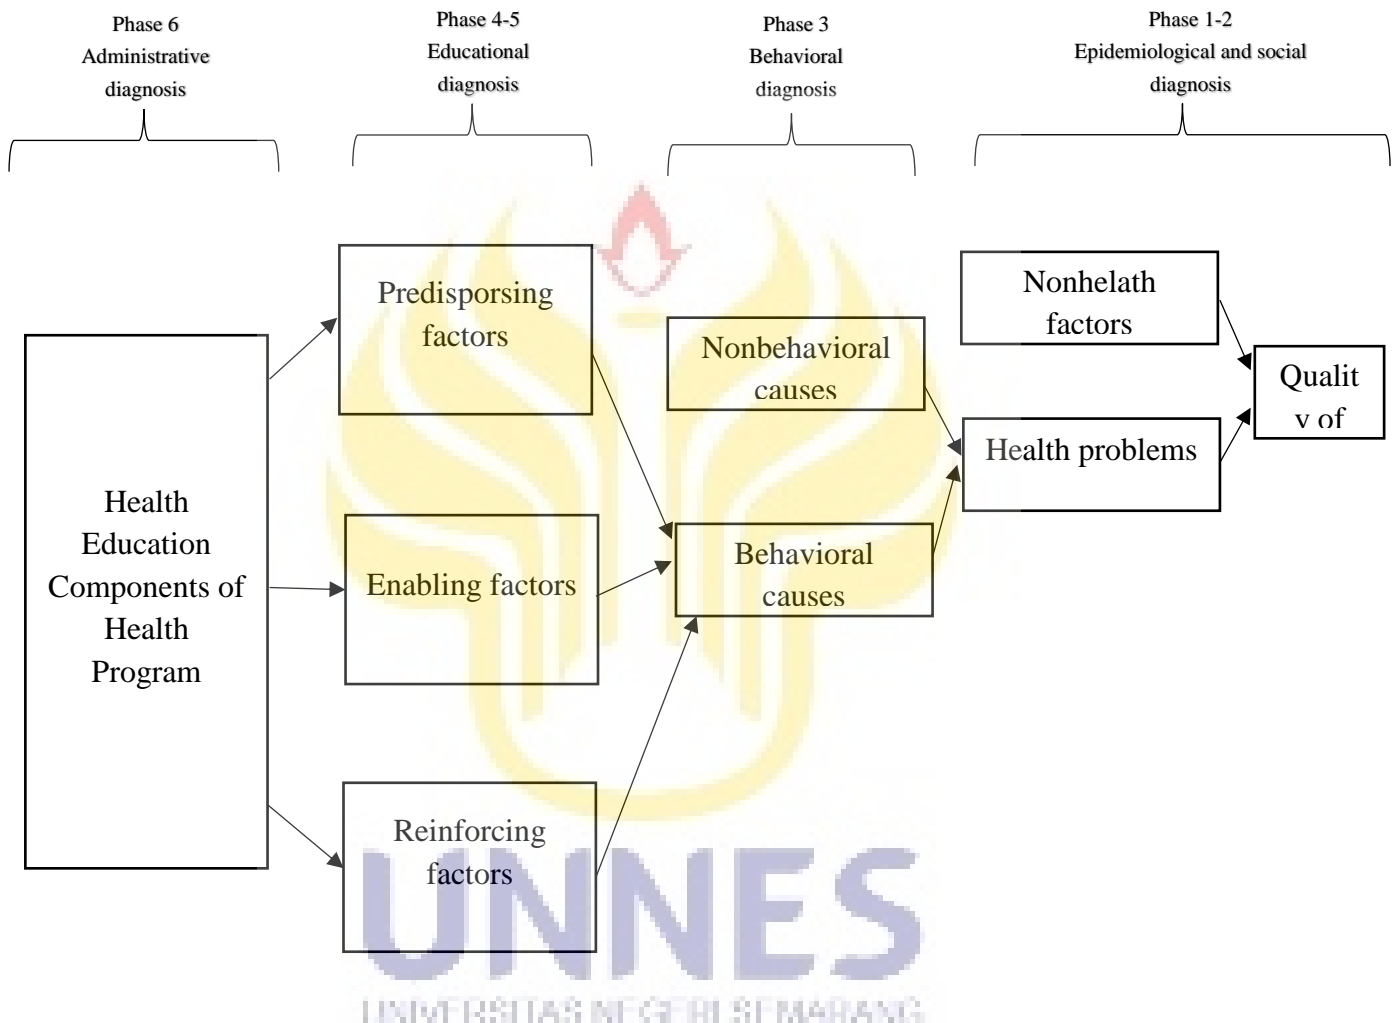 Phase 6
Administrative
diagnosis
Phase 4-5
Educational
diagnosis
Phase 3
Behavioral
diagnosis
Phase 1-2
Epidemiological and social
diagnosis
Health
Education
Components of
Health
Program
Predisporsing
factors
Enabling factors
Reinforcing
factors
Nonbehavioral
causes
Behavioral
causes
Nonhelath
factors
Health problems
Qualit
y of
UNNES
UNIVERSITAS NEGERI SEMARANG